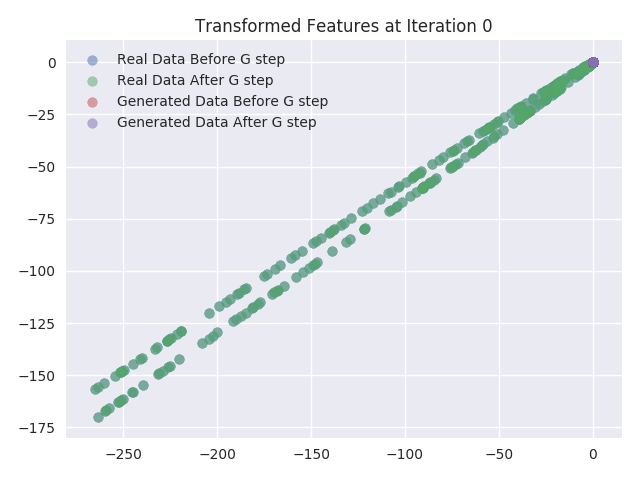 Transformed Features at Iteration 0
Real Data Before G step
Real Data After G step
Generated Data Before G step
Generated Data After G step
0
−25
−50
−75
−100
−125
−150
−175
−250 −200 −150 −100 −50 0